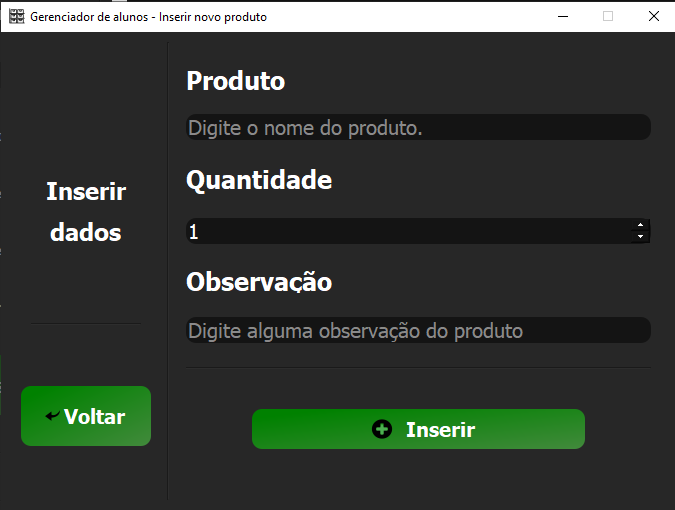 Gerenciador de alunos - Inserir novo produto
Inserir
dados
Voltar
Produto
Digite o nome do produto.
Quantidade
1
Observação
Digite alguma observação do produto
Inserir